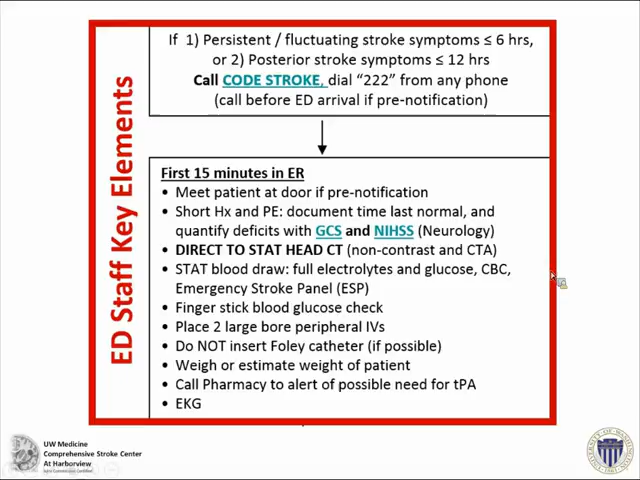 If 1) Persistent / fluctuating stroke symptoms ≤ 6 hrs,
or 2) Posterior stroke symptoms ≤ 12 hrs
Call CODE STROKE, dial “222” from any phone
(call before ED arrival if pre-notification)
ED Staff Key Elements
First 15 minutes in ER
• Meet patient at door if pre-notification
• Short Hx and PE: document time last normal, and
quantify deficits with GCS and NIHSS (Neurology)
• DIRECT TO STAT HEAD CT (non-contrast and CTA)
• STAT blood draw: full electrolytes and glucose, CBC,
Emergency Stroke Panel (ESP)
• Finger stick blood glucose check
• Place 2 large bore peripheral IVs
• Do NOT insert Foley catheter (if possible)
• Weigh or estimate weight of patient
• Call Pharmacy to alert of possible need for tPA
• EKG
UW Medicine
Comprehensive Stroke Center
At Harborview